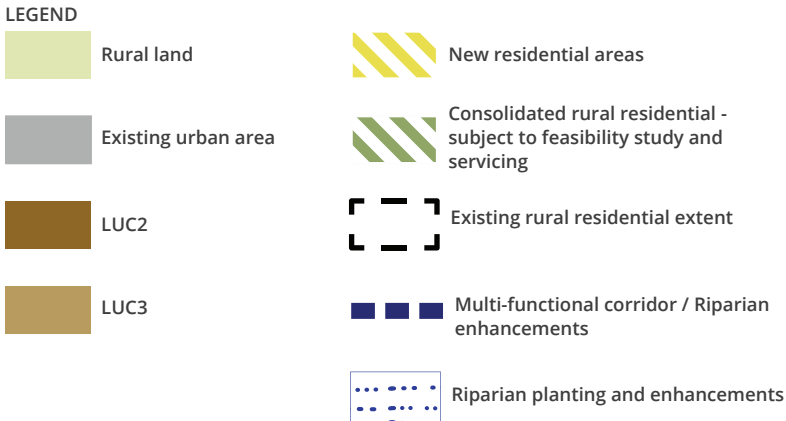 LEGEND
Rural land
Existing urban area
LUC2
LUC3
New residential areas
Consolidated rural residential -
subject to feasibility study and
servicing
Existing rural residential extent
Multi-functional corridor / Riparian
enhancements
Riparian planting and enhancements